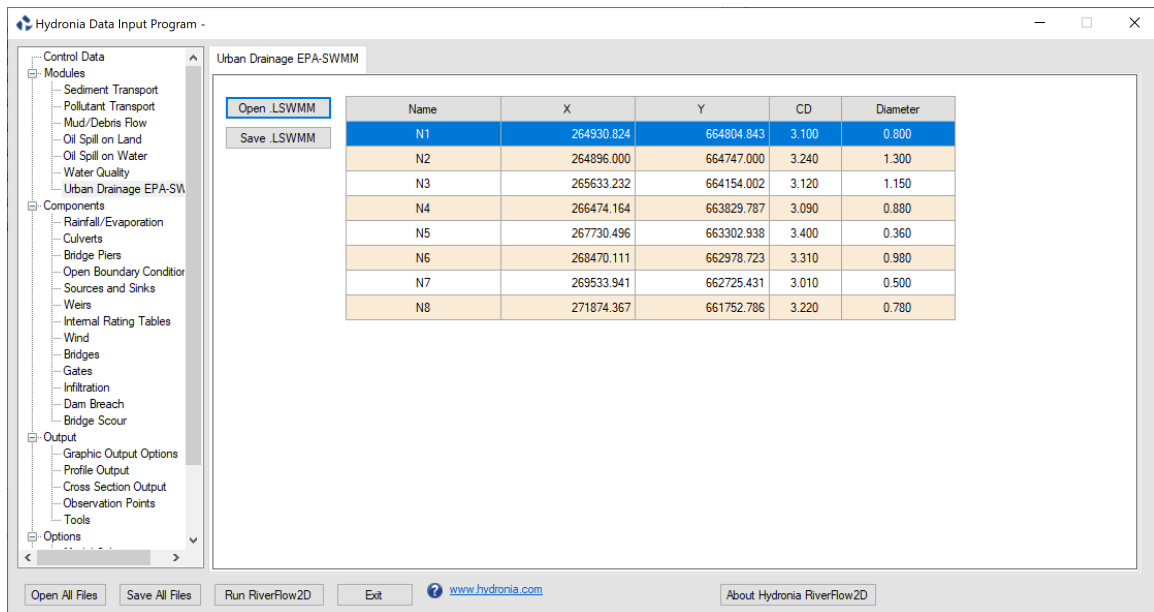 Hydronia Data Input Program -
Control Data
Modules
Sediment Transport
Pollutant Transport
Mud/Debris Flow
Oil Spill on Land
Oil Spill on Water
Water Quality
Urban Drainage EPA-SW
Components
Rainfall/Evaporation
Culverts
Bridge Piers
Open Boundary Condition
Sources and Sinks
Weirs
Internal Rating Tables
Wind
Bridges
Gates
Infiltration
Dam Breach
Bridge Scour
Output
Graphic Output Options
Profile Output
Cross Section Output
Observation Points
Tools
Options
Urban Drainage EPA-SWMM
Open .LSWMM
Save .LSWMM
Name X Y CD Diameter
N1 264930.824 664804.843 3.100 0.800
N2 264896.000 664747.000 3.240 1.300
N3 265633.232 664154.002 3.120 1.150
N4 266474.164 663829.787 3.090 0.880
N5 267730.496 663302.938 3.400 0.360
N6 268470.111 662978.723 3.310 0.980
N7 269533.941 662725.431 3.010 0.500
N8 271874.367 661752.786 3.220 0.780
Open All Files Save All Files Run RiverFlow2D Exit ? www.hydronia.com About Hydronia RiverFlow2D